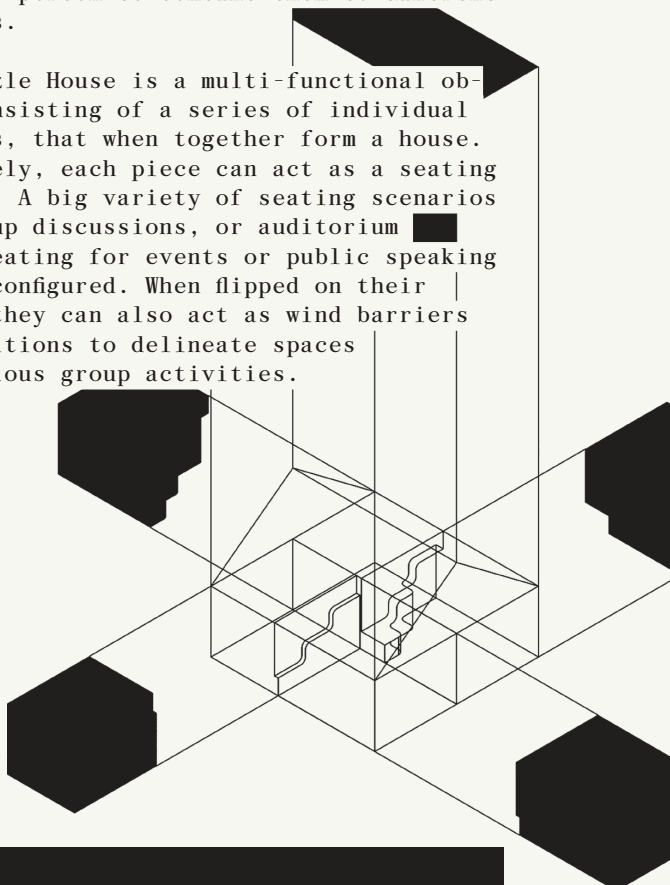 s.
zle House is a multi-functional ob-
nsisting of a series of individual
s, that when together form a house.
ely, each piece can act as a seating
A big variety of seating scenarios
up discussions, or auditorium
eating for events or public speaking
configured. When flipped on their
they can also act as wind barriers
itions to delineate spaces
ious group activities.